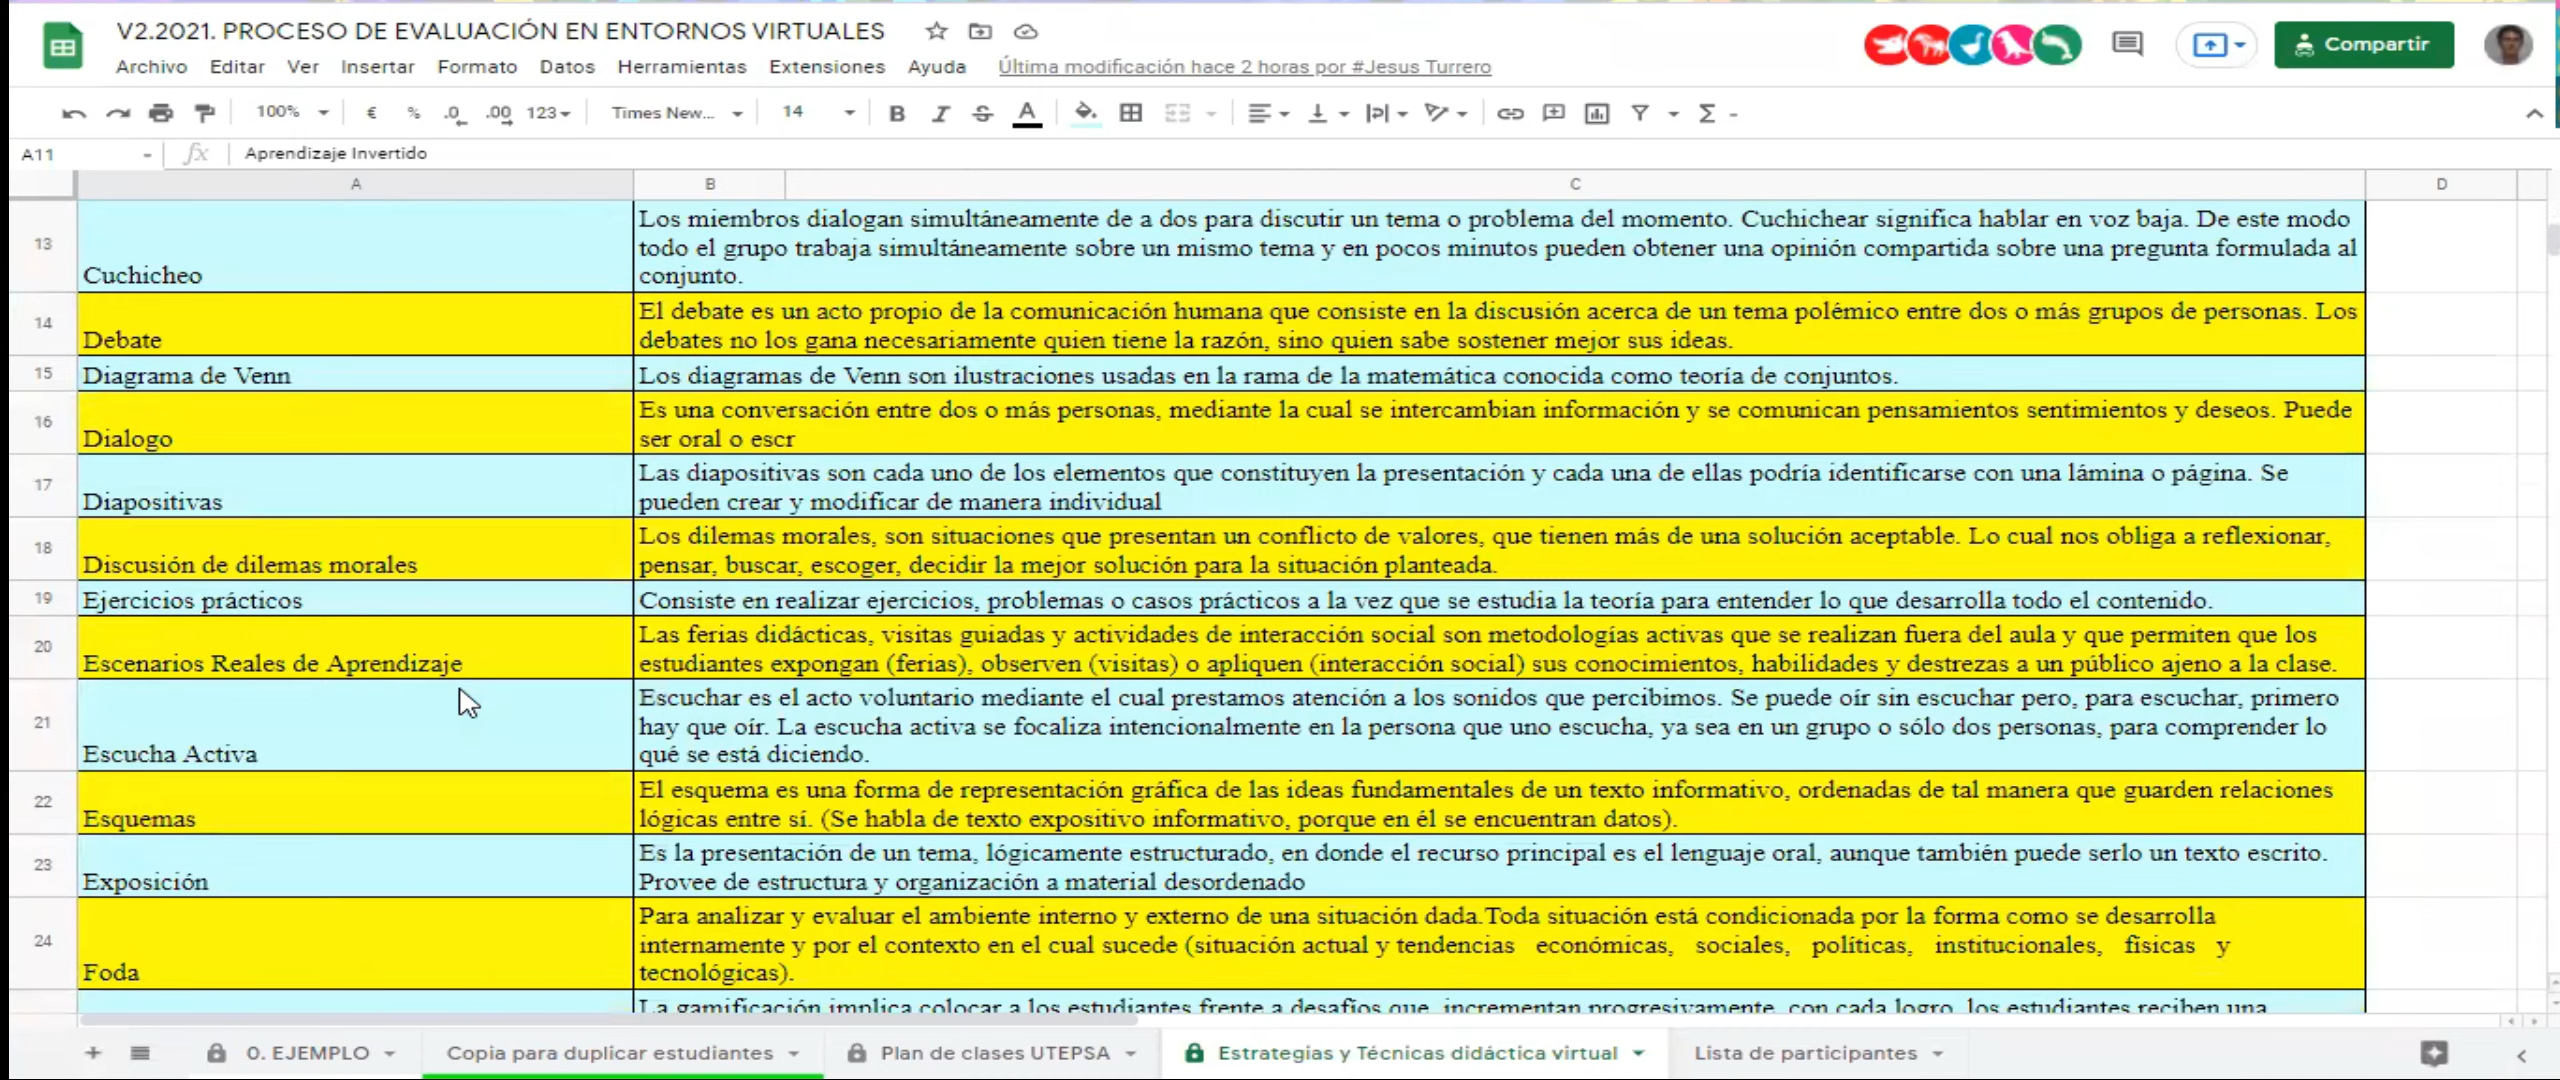 V2.2021. PROCESO DE EVALUACIÓN EN ENTORNOS VIRTUALES
Archivo Editar Ver Insertar Formato Datos Herramientas Extensiones Ayuda Última modificación hace 2 horas por #Jesus Turrero
Compartir
100% € % .0 .00 123 Times New... 14 B I S A Σ
A11 fx Aprendizaje Invertido
A B C D
13 Cuchicheo
Los miembros dialogan simultáneamente de a dos para discutir un tema o problema del momento. Cuchichear significa hablar en voz baja. De este modo
todo el grupo trabaja simultáneamente sobre un mismo tema y en pocos minutos pueden obtener una opinión compartida sobre una pregunta formulada al
conjunto.
14 Debate
El debate es un acto propio de la comunicación humana que consiste en la discusión acerca de un tema polémico entre dos o más grupos de personas. Los
debates no los gana necesariamente quien tiene la razón, sino quien sabe sostener mejor sus ideas.
15 Diagrama de Venn
Los diagramas de Venn son ilustraciones usadas en la rama de la matemática conocida como teoría de conjuntos.
16 Dialogo
Es una conversación entre dos o más personas, mediante la cual se intercambian información y se comunican pensamientos sentimientos y deseos. Puede
ser oral o escr
17 Diapositivas
Las diapositivas son cada uno de los elementos que constituyen la presentación y cada una de ellas podría identificarse con una lámina o página. Se
pueden crear y modificar de manera individual
18 Discusión de dilemas morales
Los dilemas morales, son situaciones que presentan un conflicto de valores, que tienen más de una solución aceptable. Lo cual nos obliga a reflexionar,
pensar, buscar, escoger, decidir la mejor solución para la situación planteada.
19 Ejercicios prácticos
Consiste en realizar ejercicios, problemas o casos prácticos a la vez que se estudia la teoría para entender lo que desarrolla todo el contenido.
20 Escenarios Reales de Aprendizaje
Las ferias didácticas, visitas guiadas y actividades de interacción social son metodologías activas que se realizan fuera del aula y que permiten que los
estudiantes expongan (ferias), observen (visitas) o apliquen (interacción social) sus conocimientos, habilidades y destrezas a un público ajeno a la clase.
21 Escucha Activa
Escuchar es el acto voluntario mediante el cual prestamos atención a los sonidos que percibimos. Se puede oír sin escuchar pero, para escuchar, primero
hay que oír. La escucha activa se focaliza intencionalmente en la persona que uno escucha, ya sea en un grupo o sólo dos personas, para comprender lo
qué se está diciendo.
22 Esquemas
El esquema es una forma de representación gráfica de las ideas fundamentales de un texto informativo, ordenadas de tal manera que guarden relaciones
lógicas entre sí. (Se habla de texto expositivo informativo, porque en él se encuentran datos).
23 Exposición
Es la presentación de un tema, lógicamente estructurado, en donde el recurso principal es el lenguaje oral, aunque también puede serlo un texto escrito.
Provee de estructura y organización a material desordenado
24 Foda
Para analizar y evaluar el ambiente interno y externo de una situación dada.Toda situación está condicionada por la forma como se desarrolla
internamente y por el contexto en el cual sucede (situación actual y tendencias económicas, sociales, políticas, institucionales, físicas y
tecnológicas).
La gamificación implica colocar a los estudiantes frente a desafíos que, incrementan progresivamente, con cada logro, los estudiantes reciben una
0. EJEMPLO Copia para duplicar estudiantes Plan de clases UTEPSA Estrategias y Técnicas didáctica virtual Lista de participantes